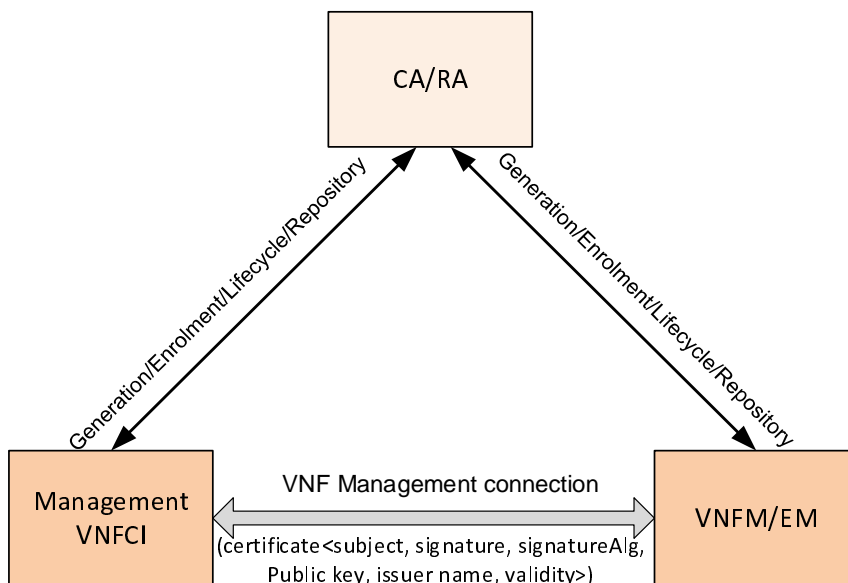 CA/RA
Generation/Enrolment/Lifecycle/Repository
Generation/Enrolment/Lifecycle/Repository
Management
VNFCI
VNF Management connection
(certificate<subject, signature, signatureAlg,
Public key, issuer name, validity>)
VNFM/EM